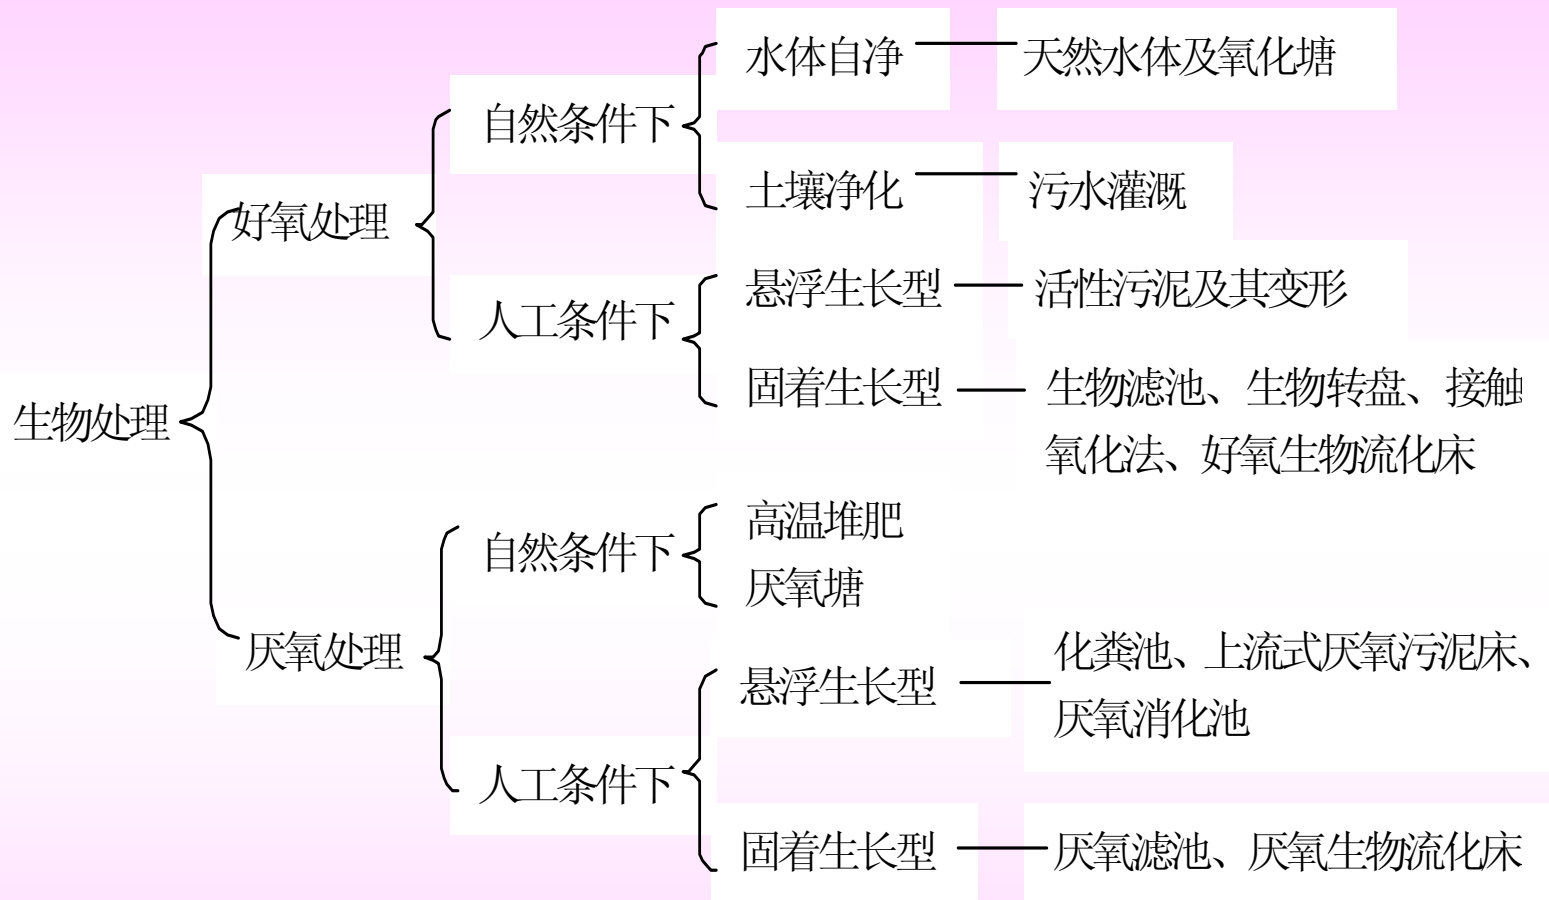 水体自净
天然水体及氧化塘
自然条件下
土壤净化
污水灌溉
好氧处理
悬浮生长型
活性污泥及其变形
人工条件下
固着生长型
生物滤池、生物转盘、接触
氧化法、好氧生物流化床
生物处理
高温堆肥
自然条件下
厌氧塘
厌氧处理
化粪池、上流式厌氧污泥床、
悬浮生长型
厌氧消化池
人工条件下
固着生长型
厌氧滤池、厌氧生物流化床